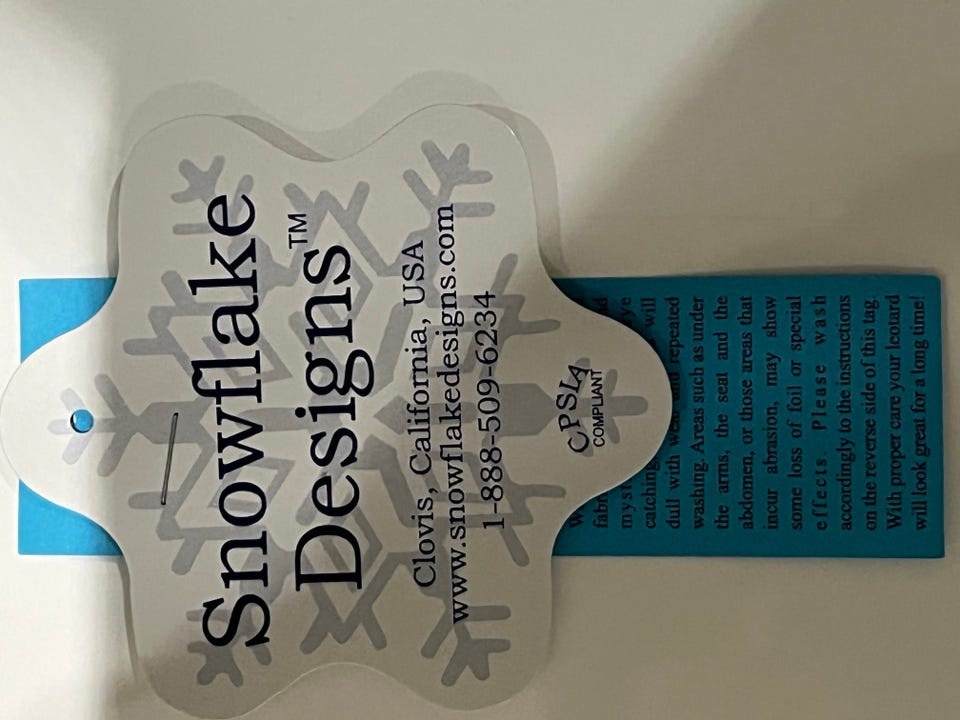 Snowflake
Designs™
Clovis, California, USA
www.snowflakedesigns.com
1-888-509-6234
CPSIA
COMPLIANT
catching
will
dull with wear and repeated
washing. Areas such as under
the arms, the seat and the
abdomen, or those areas that
incur abrasion, may show
some loss of foil or special
effects. Please wash
accordingly to the instructions
on the reverse side of this tag.
With proper care your leotard
will look great for a long time!